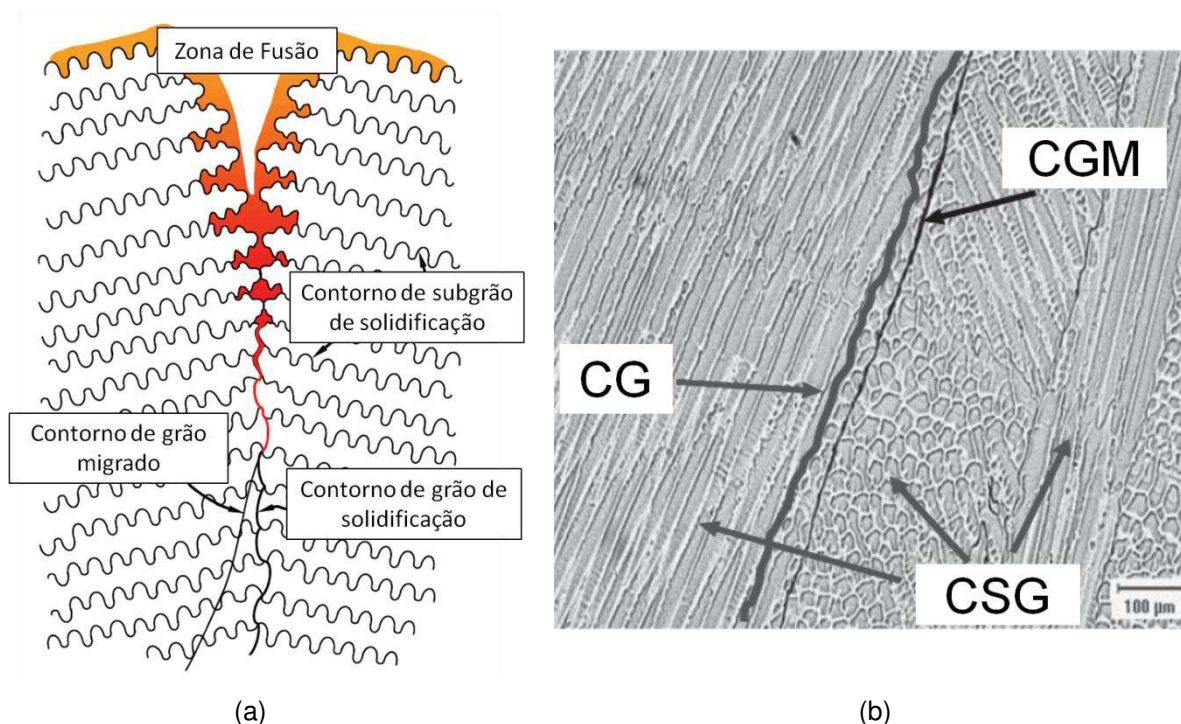 Zona de Fusão
Contorno de subgrão
de solidificação
Contorno de grão
migrado
Contorno de grão de
solidificação
(a)
CGM
CG
CSG
100 µm
(b)